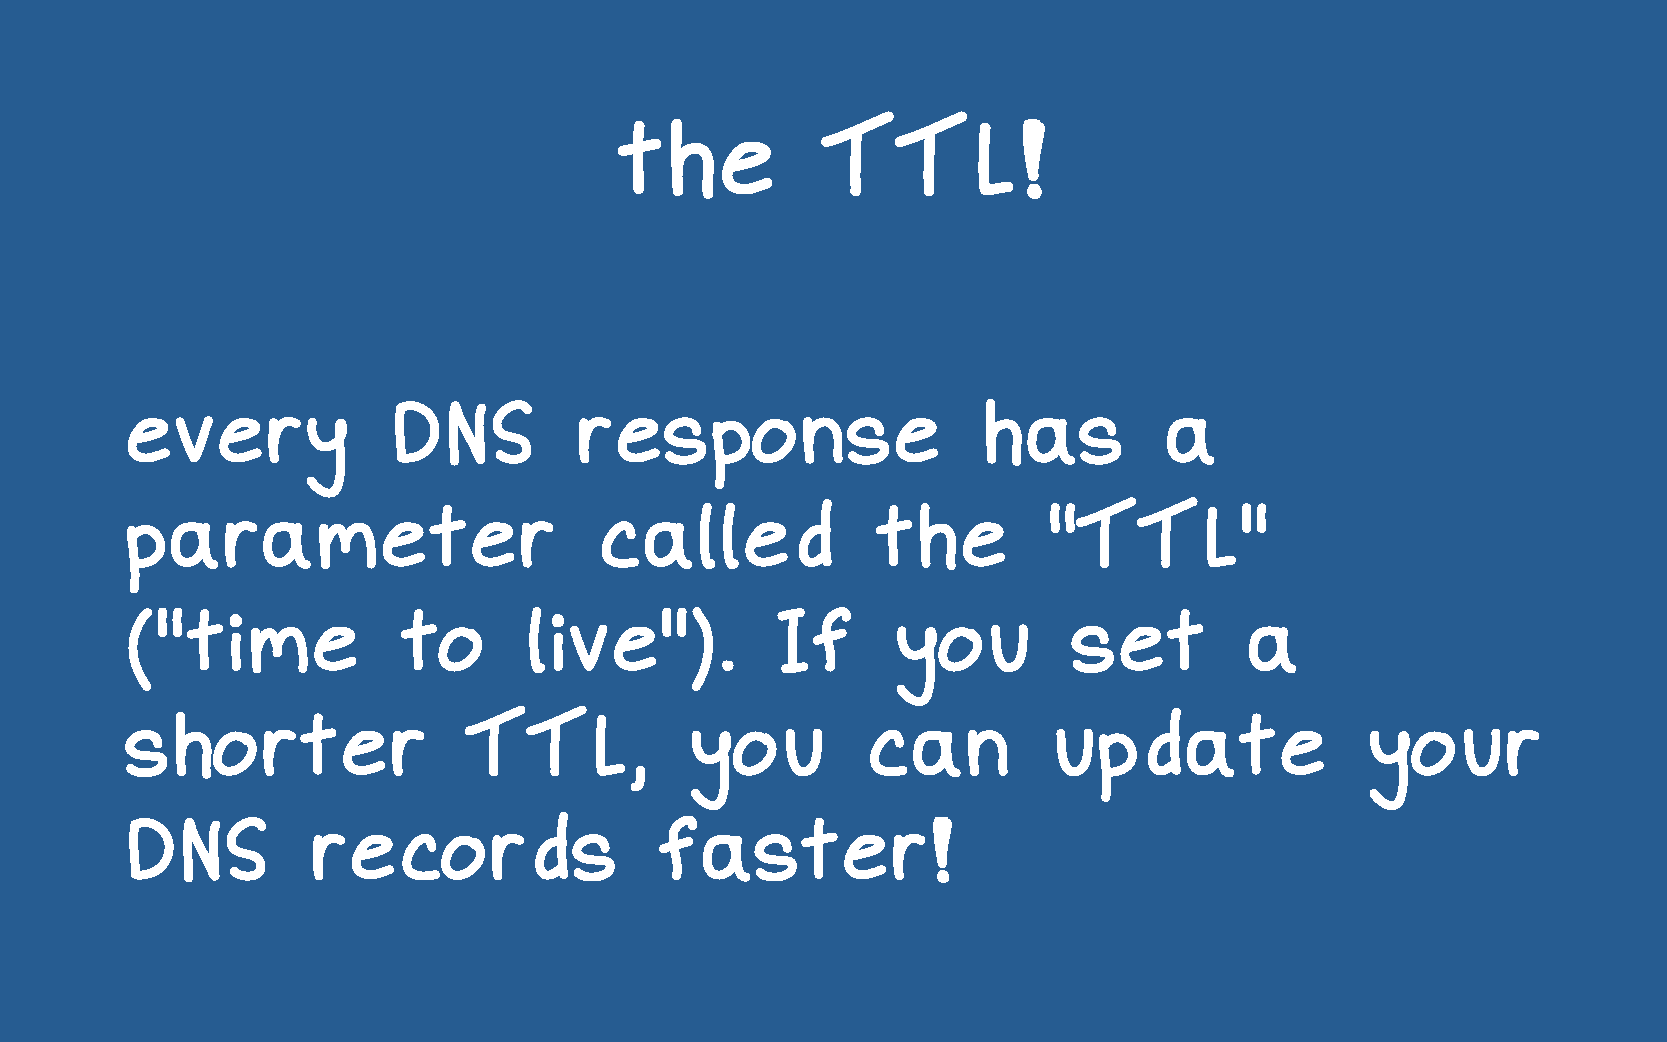 the TTL!
every DNS response has a
parameter called the "TTL"
("time to live"). If you set a
shorter TTL, you can update your
DNS records faster!